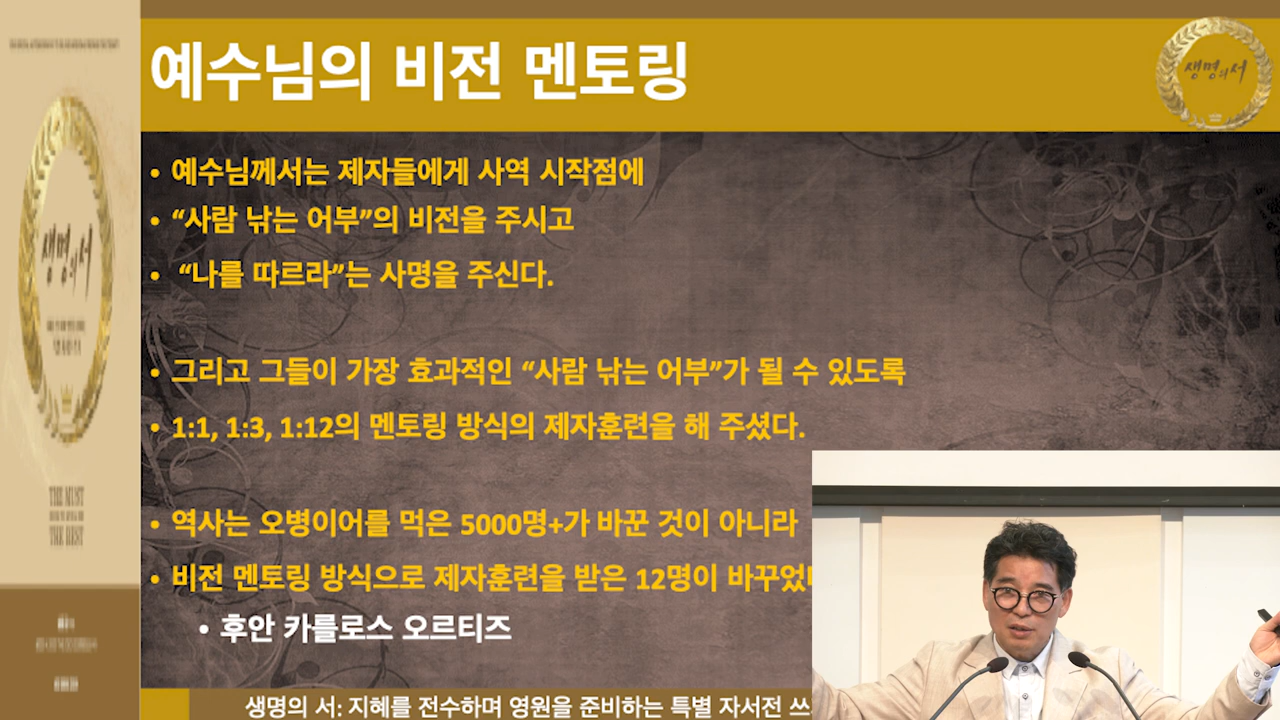 예수님의 비전 멘토링
생명의서
• 예수님께서는 제자들에게 사역 시작점에
• “사람 낚는 어부”의 비전을 주시고
• “나를 따르라”는 사명을 주신다.
• 그리고 그들이 가장 효과적인 “사람 낚는 어부”가 될 수 있도록
• 1:1, 1:3, 1:12의 멘토링 방식의 제자훈련을 해 주셨다.
• 역사는 오병이어를 먹은 5000명+가 바꾼 것이 아니라
• 비전 멘토링 방식으로 제자훈련을 받은 12명이 바꾸었
• 후안 카를로스 오르티즈
생명의 서: 지혜를 전수하며 영원을 준비하는 특별 자서전 쓰
생명의서
THE MUST
THE BEST